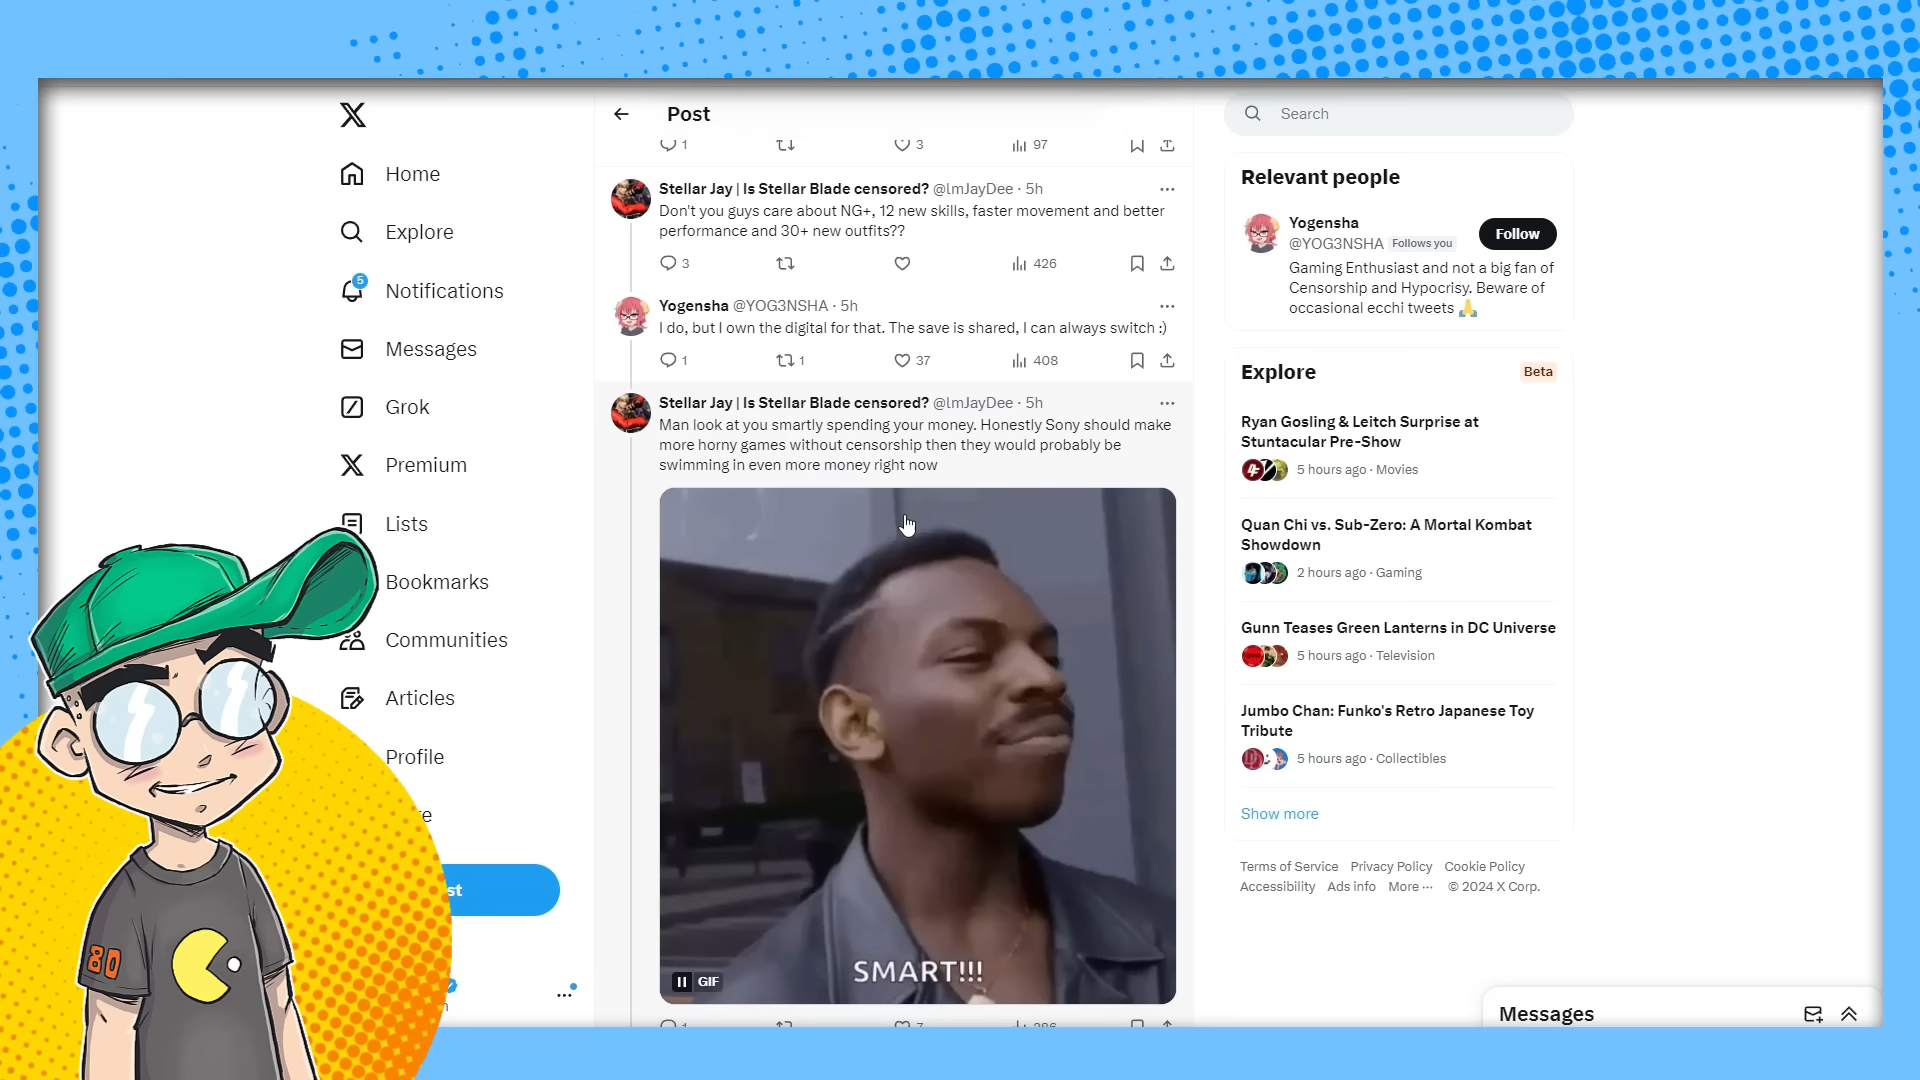 Home
Explore
5
Notifications
Messages
Grok
Premium
Lists
Bookmarks
Communities
Articles
Profile
80
Post
1
3
97
Stellar Jay | Is Stellar Blade censored? @lmJayDee · 5h
Don't you guys care about NG+, 12 new skills, faster movement and better
performance and 30+ new outfits??
3
426
Yogensha @YOG3NSHA · 5h
I do, but I own the digital for that. The save is shared, I can always switch :)
1
1
37
408
Stellar Jay | Is Stellar Blade censored? @lmJayDee · 5h
Man look at you smartly spending your money. Honestly Sony should make
more horny games without censorship then they would probably be
swimming in even more money right now
SMART!!!
GIF
Search
Relevant people
Yogensha
@YOG3NSHA Follows you
Follow
Gaming Enthusiast and not a big fan of
Censorship and Hypocrisy. Beware of
occasional ecchi tweets 🙏
Explore
Beta
Ryan Gosling & Leitch Surprise at
Stuntacular Pre-Show
5 hours ago · Movies
Quan Chi vs. Sub-Zero: A Mortal Kombat
Showdown
2 hours ago · Gaming
Gunn Teases Green Lanterns in DC Universe
5 hours ago · Television
Jumbo Chan: Funko's Retro Japanese Toy
Tribute
5 hours ago · Collectibles
Show more
Terms of Service Privacy Policy Cookie Policy
Accessibility Ads info More ··· © 2024 X Corp.
Messages